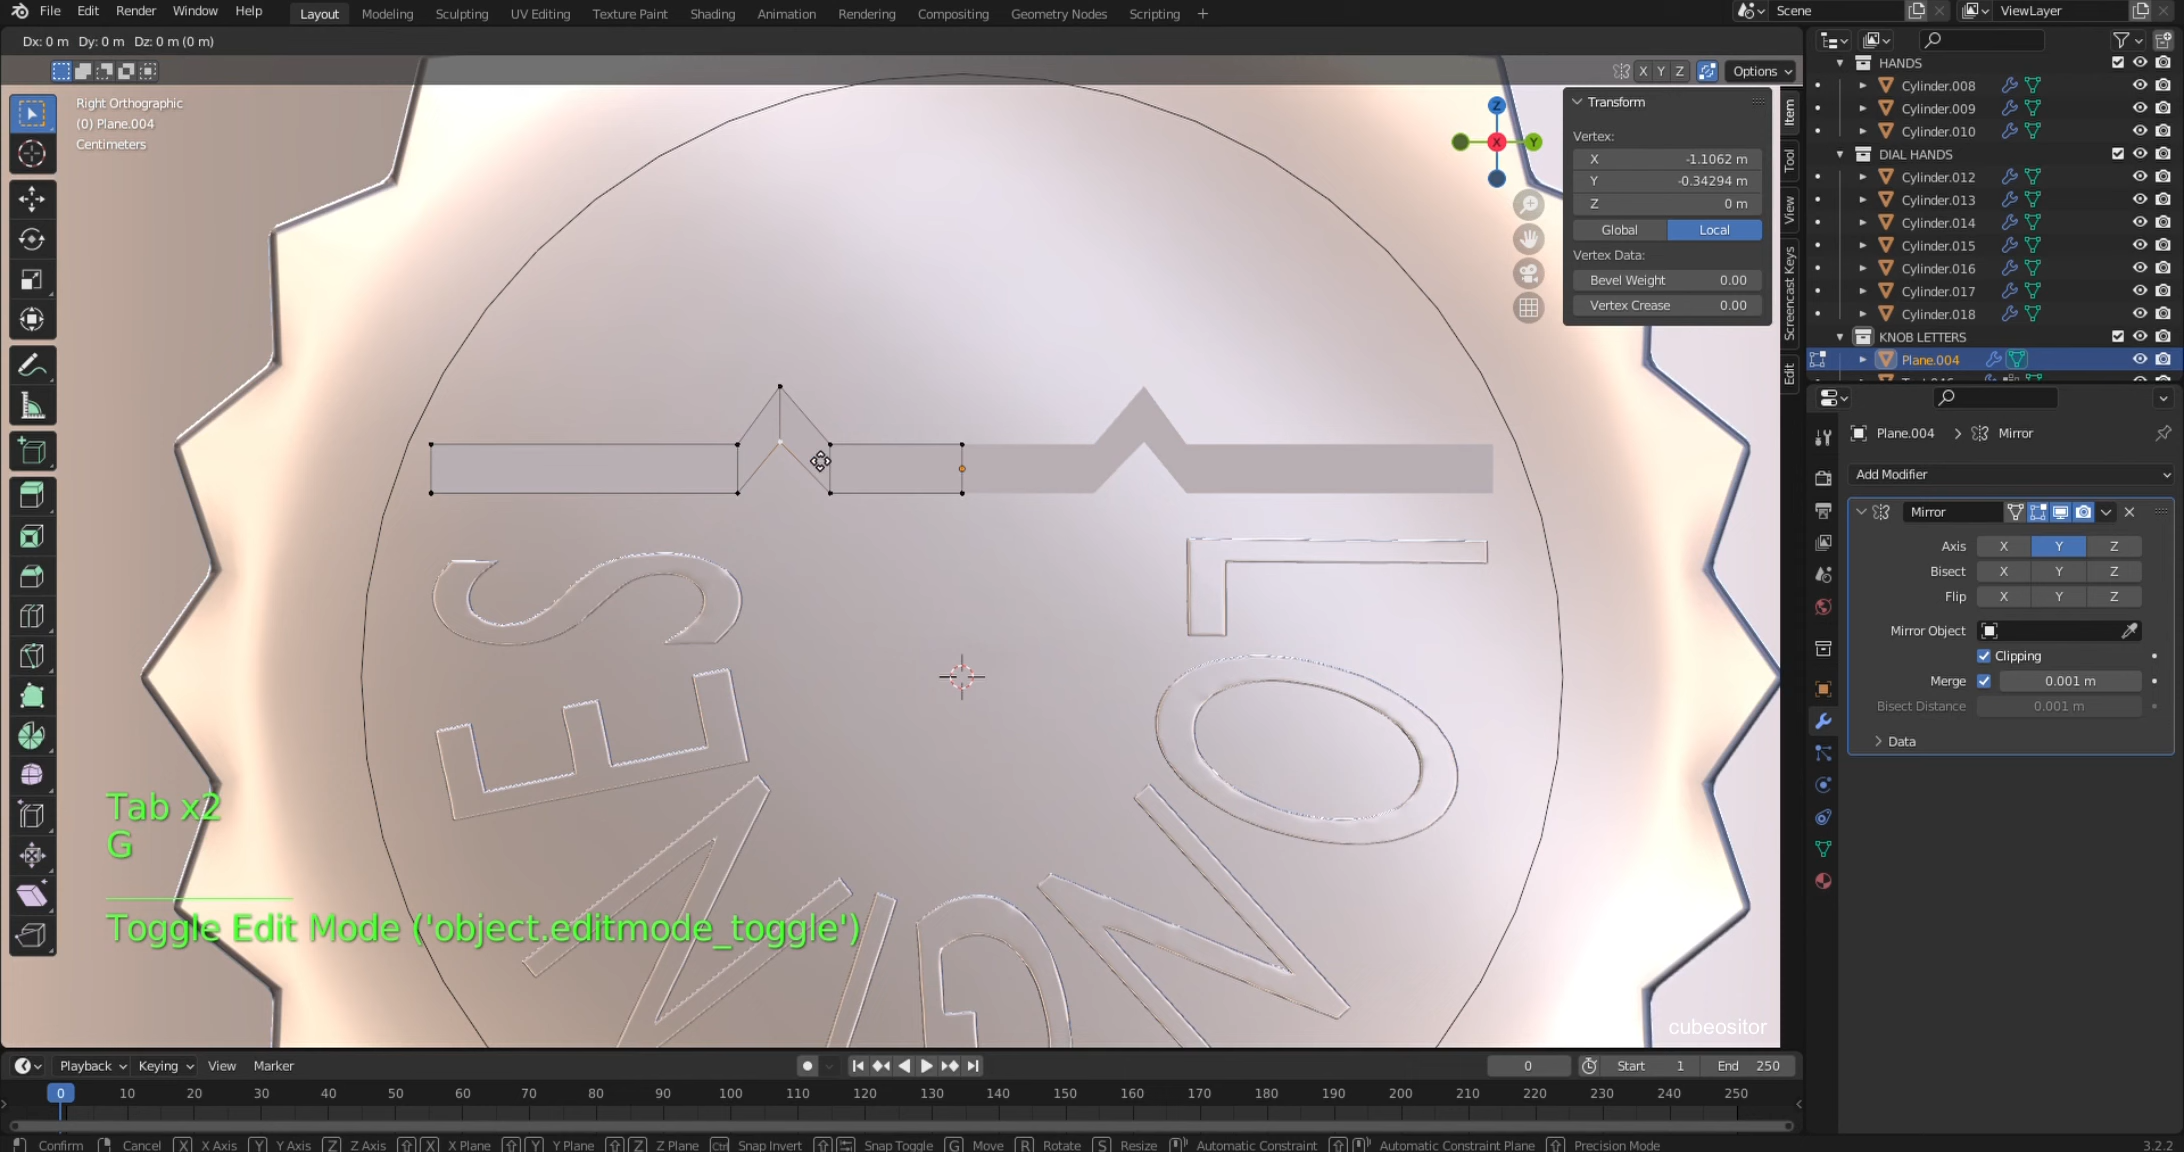 File Edit Render Window Help Layout Modeling Sculpting UV Editing Texture Paint Shading Animation Rendering Compositing Geometry Nodes Scripting + Scene ViewLayer
Dx: 0 m Dy: 0 m Dz: 0 m (0 m)
X Y Z Options
Right Orthographic
(0) Plane.004
Centimeters
Z
X
Y
Transform
Vertex:
X -1.1062 m
Y -0.34294 m
Z 0 m
Global Local
Vertex Data:
Bevel Weight 0.00
Vertex Crease 0.00
Item
Tool
View
Screencast Keys
Edit
HANDS
Cylinder.008
Cylinder.009
Cylinder.010
DIAL HANDS
Cylinder.012
Cylinder.013
Cylinder.014
Cylinder.015
Cylinder.016
Cylinder.017
Cylinder.018
KNOB LETTERS
Plane.004
Plane.004 > Mirror
Add Modifier
Mirror
Axis X Y Z
Bisect X Y Z
Flip X Y Z
Mirror Object
Clipping
Merge 0.001 m
Bisect Distance 0.001 m
Data
LONGINES
Tab x2
G
Toggle Edit Mode ('object.editmode_toggle')
cubeositor
Playback Keying View Marker 0 Start 1 End 250
0 10 20 30 40 50 60 70 80 90 100 110 120 130 140 150 160 170 180 190 200 210 220 230 240 250
Confirm Cancel X X Axis Y Y Axis Z Z Axis X X Plane Y Y Plane Z Z Plane Ctrl Snap Invert Snap Toggle G Move R Rotate S Resize Automatic Constraint Automatic Constraint Plane Precision Mode 3.2.2